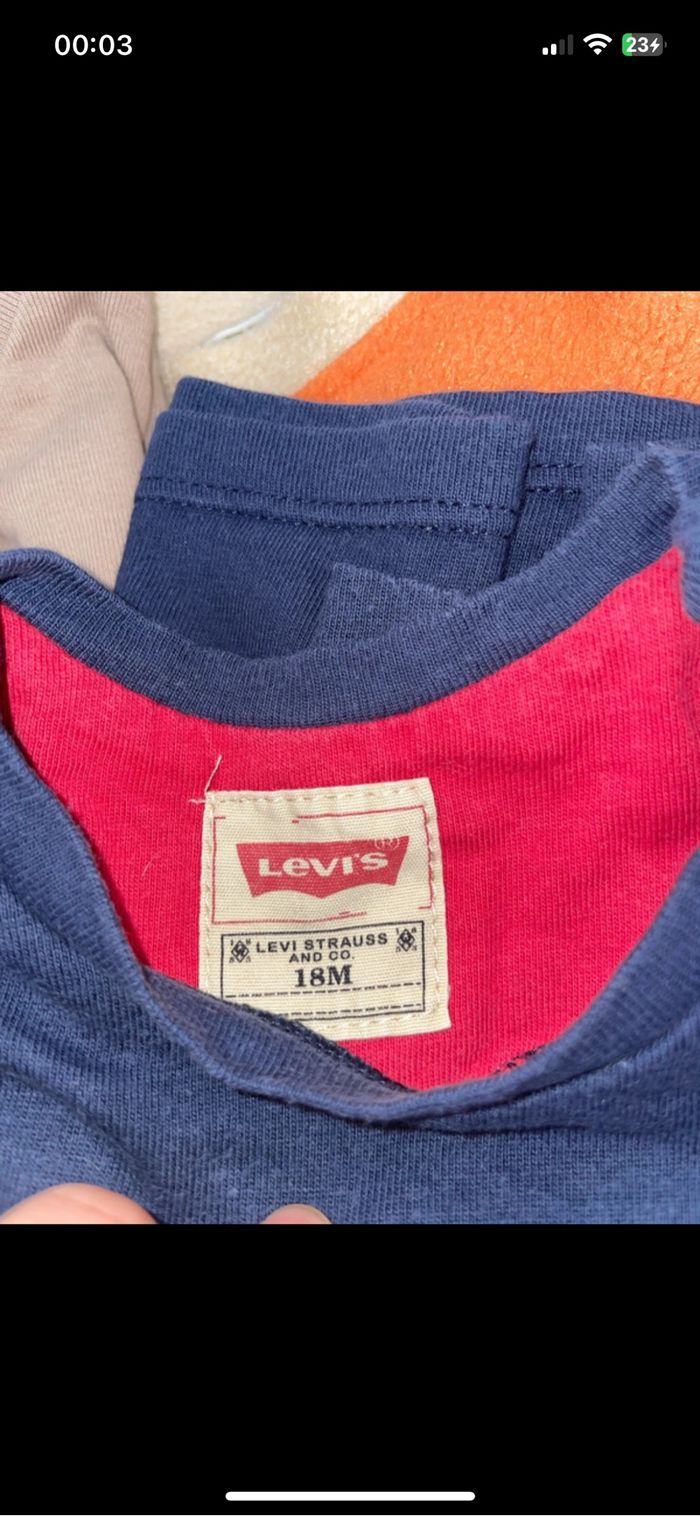 00:03
23
LEVI'S®
LEVI STRAUSS
AND CO.
18M